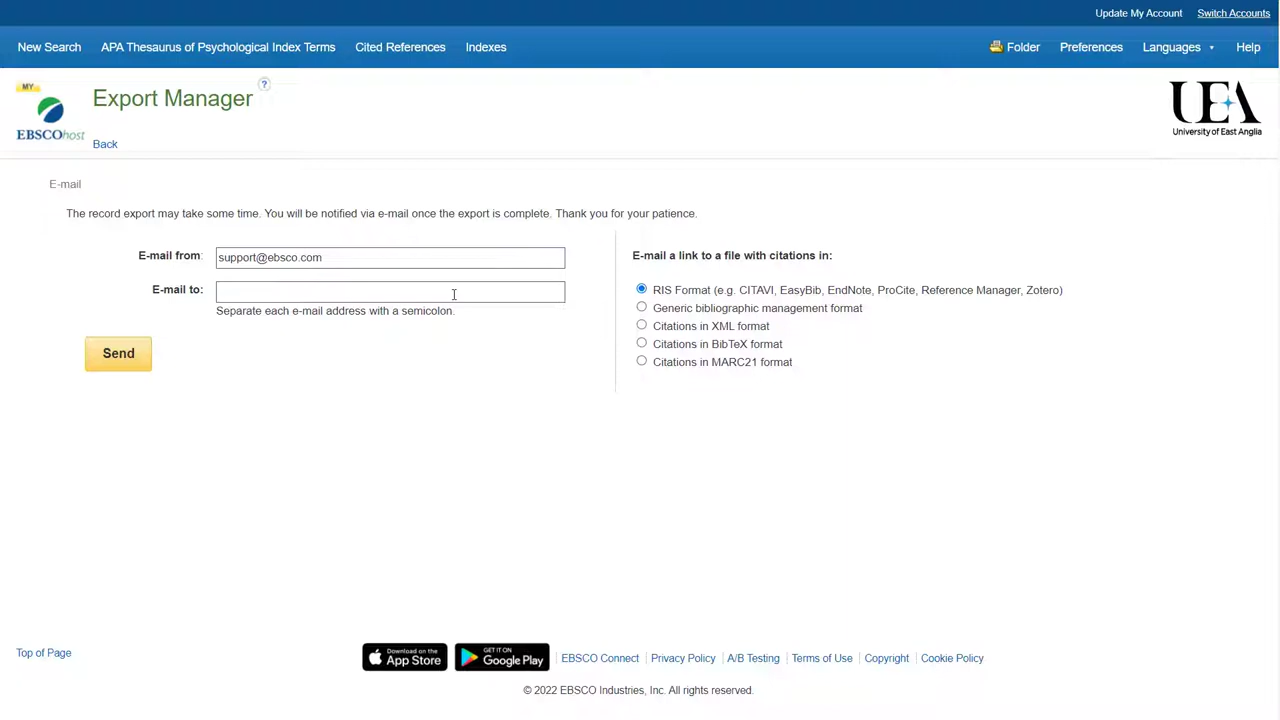 Update My Account Switch Accounts
New Search APA Thesaurus of Psychological Index Terms Cited References Indexes Folder Preferences Languages Help
MY
EBSCOhost
Export Manager ?
Back
UEA
University of East Anglia
E-mail
The record export may take some time. You will be notified via e-mail once the export is complete. Thank you for your patience.
E-mail from: support@ebsco.com
E-mail to:
Separate each e-mail address with a semicolon.
Send
E-mail a link to a file with citations in:
RIS Format (e.g. CITAVI, EasyBib, EndNote, ProCite, Reference Manager, Zotero)
Generic bibliographic management format
Citations in XML format
Citations in BibTeX format
Citations in MARC21 format
Top of Page
Download on the
App Store
GET IT ON
Google Play
EBSCO Connect Privacy Policy A/B Testing Terms of Use Copyright Cookie Policy
© 2022 EBSCO Industries, Inc. All rights reserved.